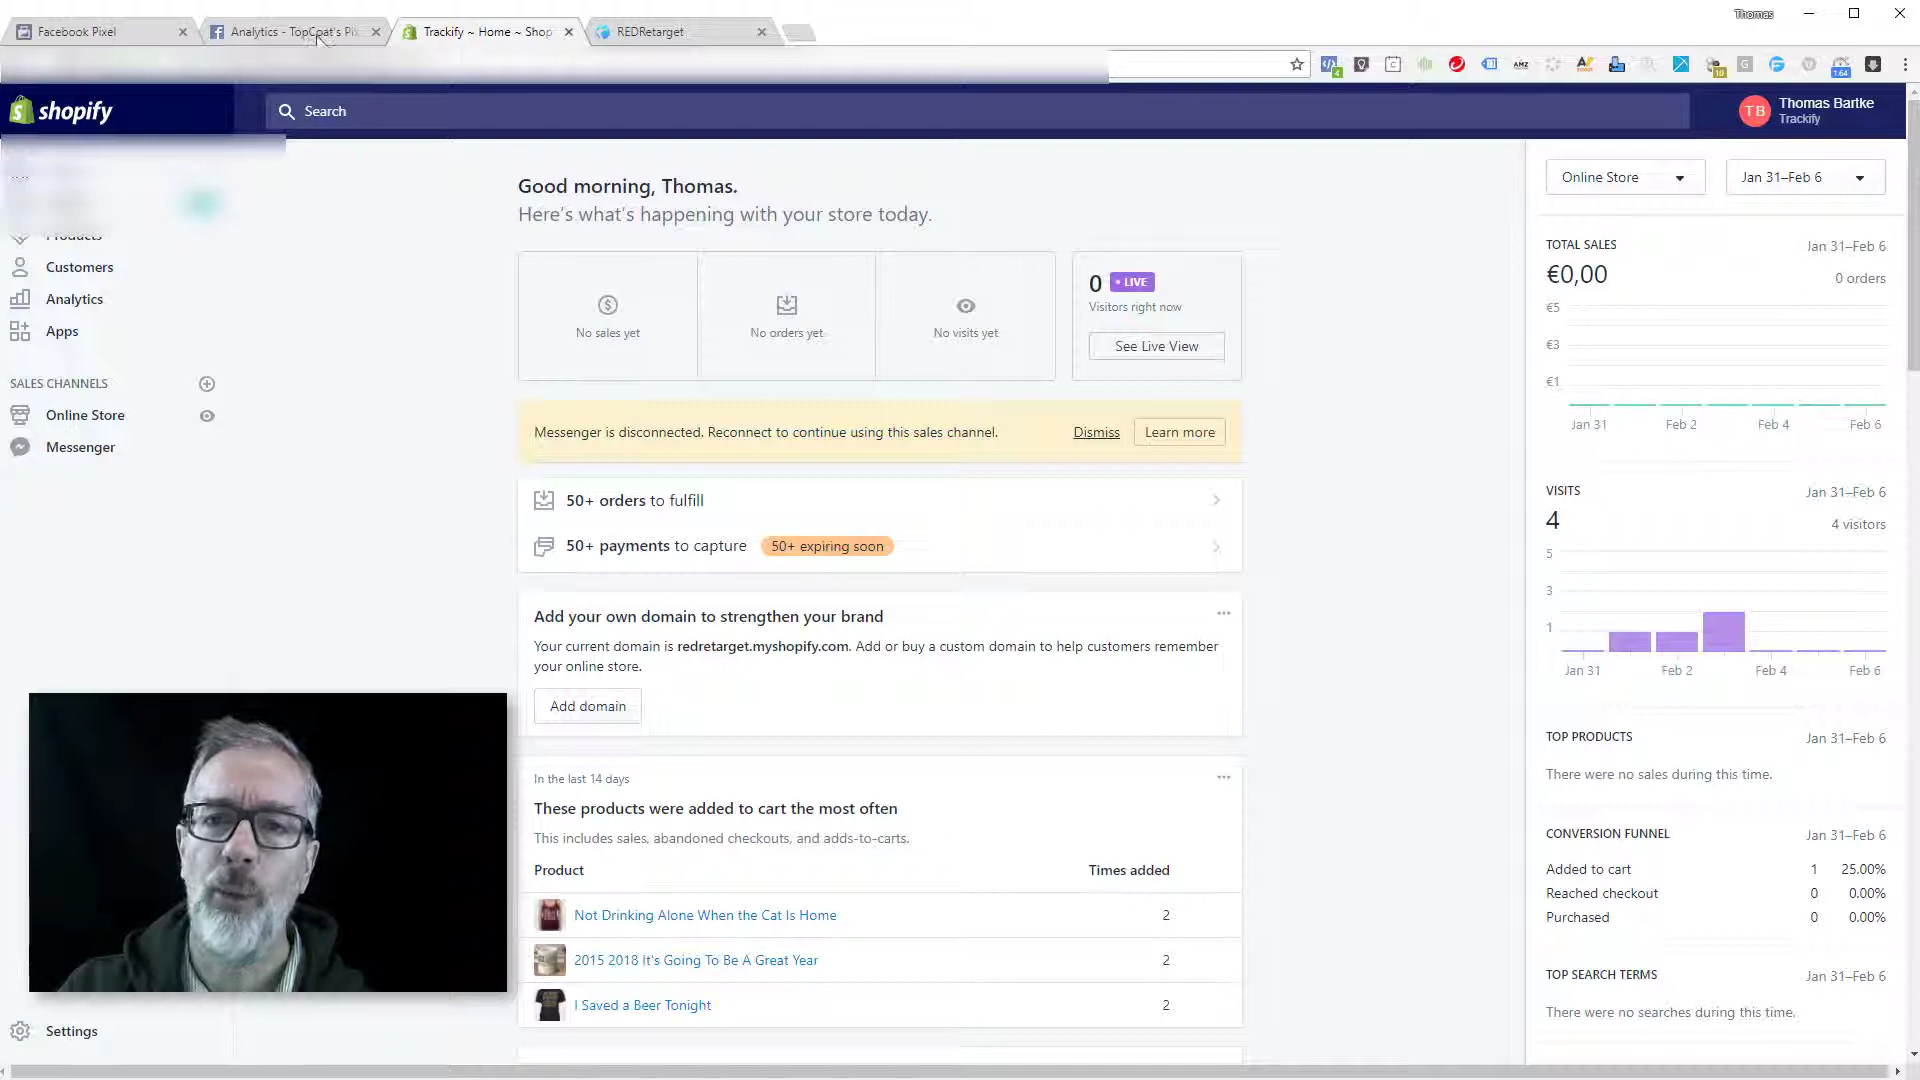 Facebook Pixel
Analytics - TopCoat's Pix
Trackify ~ Home ~ Shop
REDRetarget
Thomas
4
AMZ
10
1.64
shopify
Search
TB
Thomas Bartke
Trackify
Products
Customers
Analytics
Apps
SALES CHANNELS
Online Store
Messenger
Settings
Good morning, Thomas.
Here's what's happening with your store today.
No sales yet
No orders yet
No visits yet
0 • LIVE
Visitors right now
See Live View
Messenger is disconnected. Reconnect to continue using this sales channel.
Dismiss
Learn more
50+ orders to fulfill
50+ payments to capture
50+ expiring soon
Add your own domain to strengthen your brand
Your current domain is redretarget.myshopify.com. Add or buy a custom domain to help customers remember
your online store.
Add domain
In the last 14 days
These products were added to cart the most often
This includes sales, abandoned checkouts, and adds-to-carts.
Product Times added
Not Drinking Alone When the Cat Is Home 2
2015 2018 It's Going To Be A Great Year 2
I Saved a Beer Tonight 2
Online Store
Jan 31–Feb 6
TOTAL SALES Jan 31–Feb 6
€0,00 0 orders
€5
€3
€1
Jan 31 Feb 2 Feb 4 Feb 6
VISITS Jan 31–Feb 6
4 4 visitors
5
3
1
Jan 31 Feb 2 Feb 4 Feb 6
TOP PRODUCTS Jan 31–Feb 6
There were no sales during this time.
CONVERSION FUNNEL Jan 31–Feb 6
Added to cart 1 25.00%
Reached checkout 0 0.00%
Purchased 0 0.00%
TOP SEARCH TERMS Jan 31–Feb 6
There were no searches during this time.